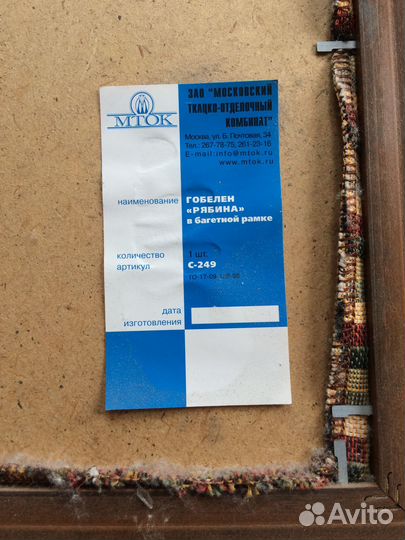 МТОК
ЗАО "МОСКОВСКИЙ
ТКАЦКО-ОТДЕЛОЧНЫЙ
КОМБИНАТ"
Москва, ул. Б. Почтовая, 34
Тел.: 267-78-75, 261-23-16
E-mail:info@mtok.ru
www.mtok.ru
наименование ГОБЕЛЕН
«РЯБИНА»
в багетной рамке
количество 1 шт.
артикул С-249
дата
изготовления
Avito